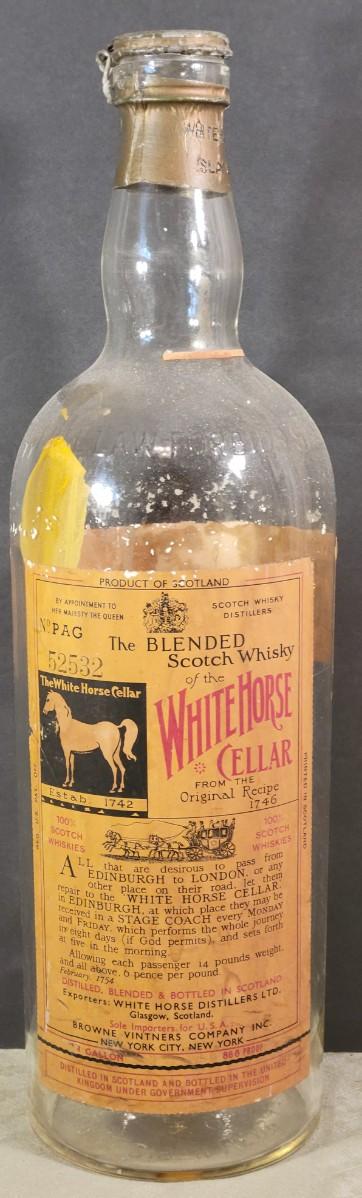 WHITE
PRODUCT OF SCOTLAND
BY APPOINTMENT TO
HER MAJESTY THE QUEEN
SCOTCH WHISKY
DISTILLERS
Nº PAG
52532
The BLENDED
Scotch Whisky
of the
WHITE HORSE
CELLAR
FROM THE
Original Recipe
1746
The White Horse Cellar
Estab. 1742
100%
SCOTCH
WHISKIES
100%
SCOTCH
WHISKIES
ALL that are desirous to pass from
EDINBURGH to LONDON, or any
other place on their road, let them
repair to the WHITE HORSE CELLAR,
in EDINBURGH, at which place they may be
received in a STAGE COACH every MONDAY
and FRIDAY, which performs the whole journey
in eight days (if God permits), and sets forth
at five in the morning.
Allowing each passenger 14 pounds weight,
and all above, 6 pence per pound.
February, 1754.
DISTILLED, BLENDED & BOTTLED IN SCOTLAND
Exporters: WHITE HORSE DISTILLERS LTD.
Glasgow, Scotland.
Sole Importers for U.S.A.
BROWNE VINTNERS COMPANY INC.
NEW YORK CITY, NEW YORK
GALLON
PROOF
DISTILLED IN SCOTLAND AND BOTTLED IN THE UNITED
KINGDOM UNDER GOVERNMENT SUPERVISION
PRINTED IN SCOTLAND